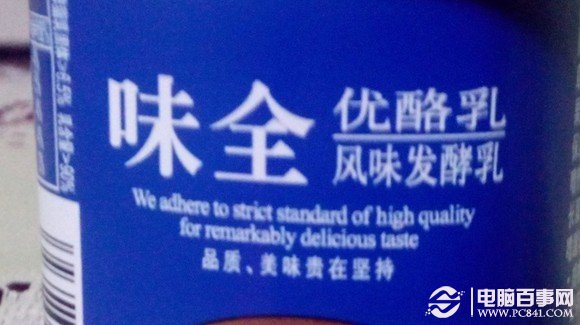 味全
优酪乳
风味发酵乳
We adhere to strict standard of high quality
for remarkably delicious taste
品质、美味贵在坚持
电脑百事网
WWW.PC841.COM